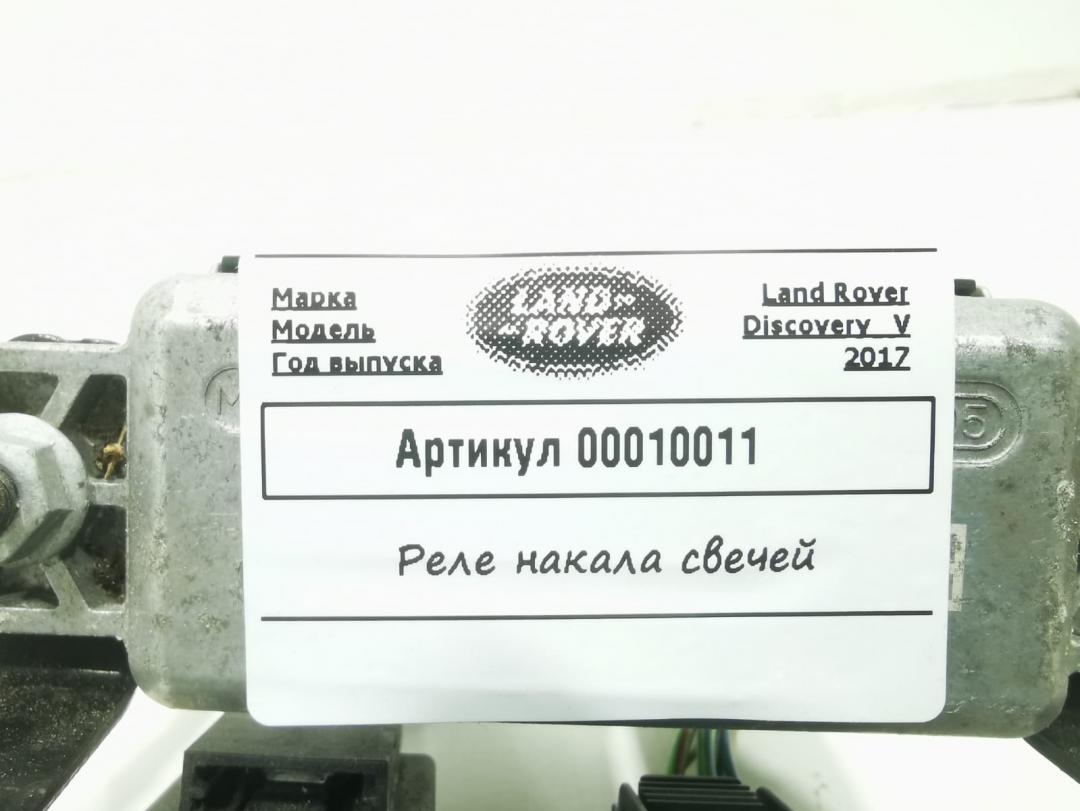 Марка
Модель
Год выпуска
LAND-
-ROVER
Land Rover
Discovery V
2017
Артикул 00010011
Реле накала свечей